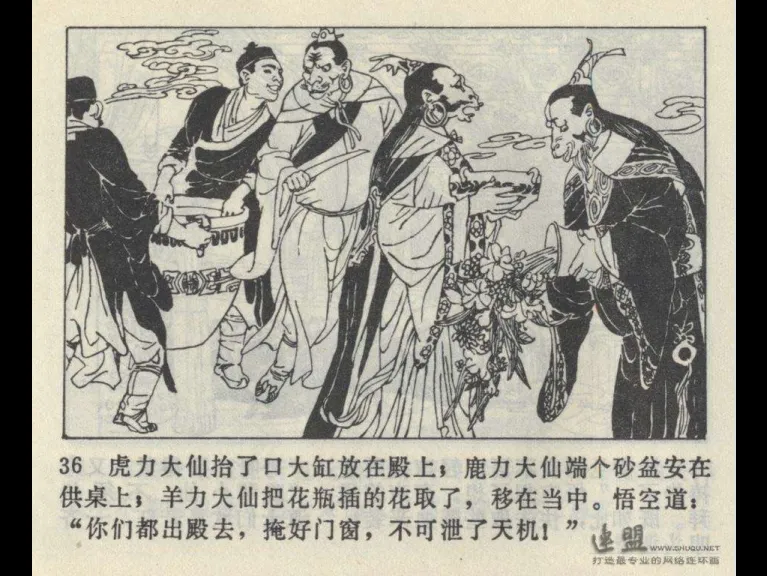 36 虎力大仙抬了口大缸放在殿上；鹿力大仙端个砂盆安在
供桌上；羊力大仙把花瓶插的花取了，移在当中。悟空道：
“你们都出殿去，掩好门窗，不可泄了天机！”
连盟 WWW.SHUQU.NET
打造最专业的网络连环画